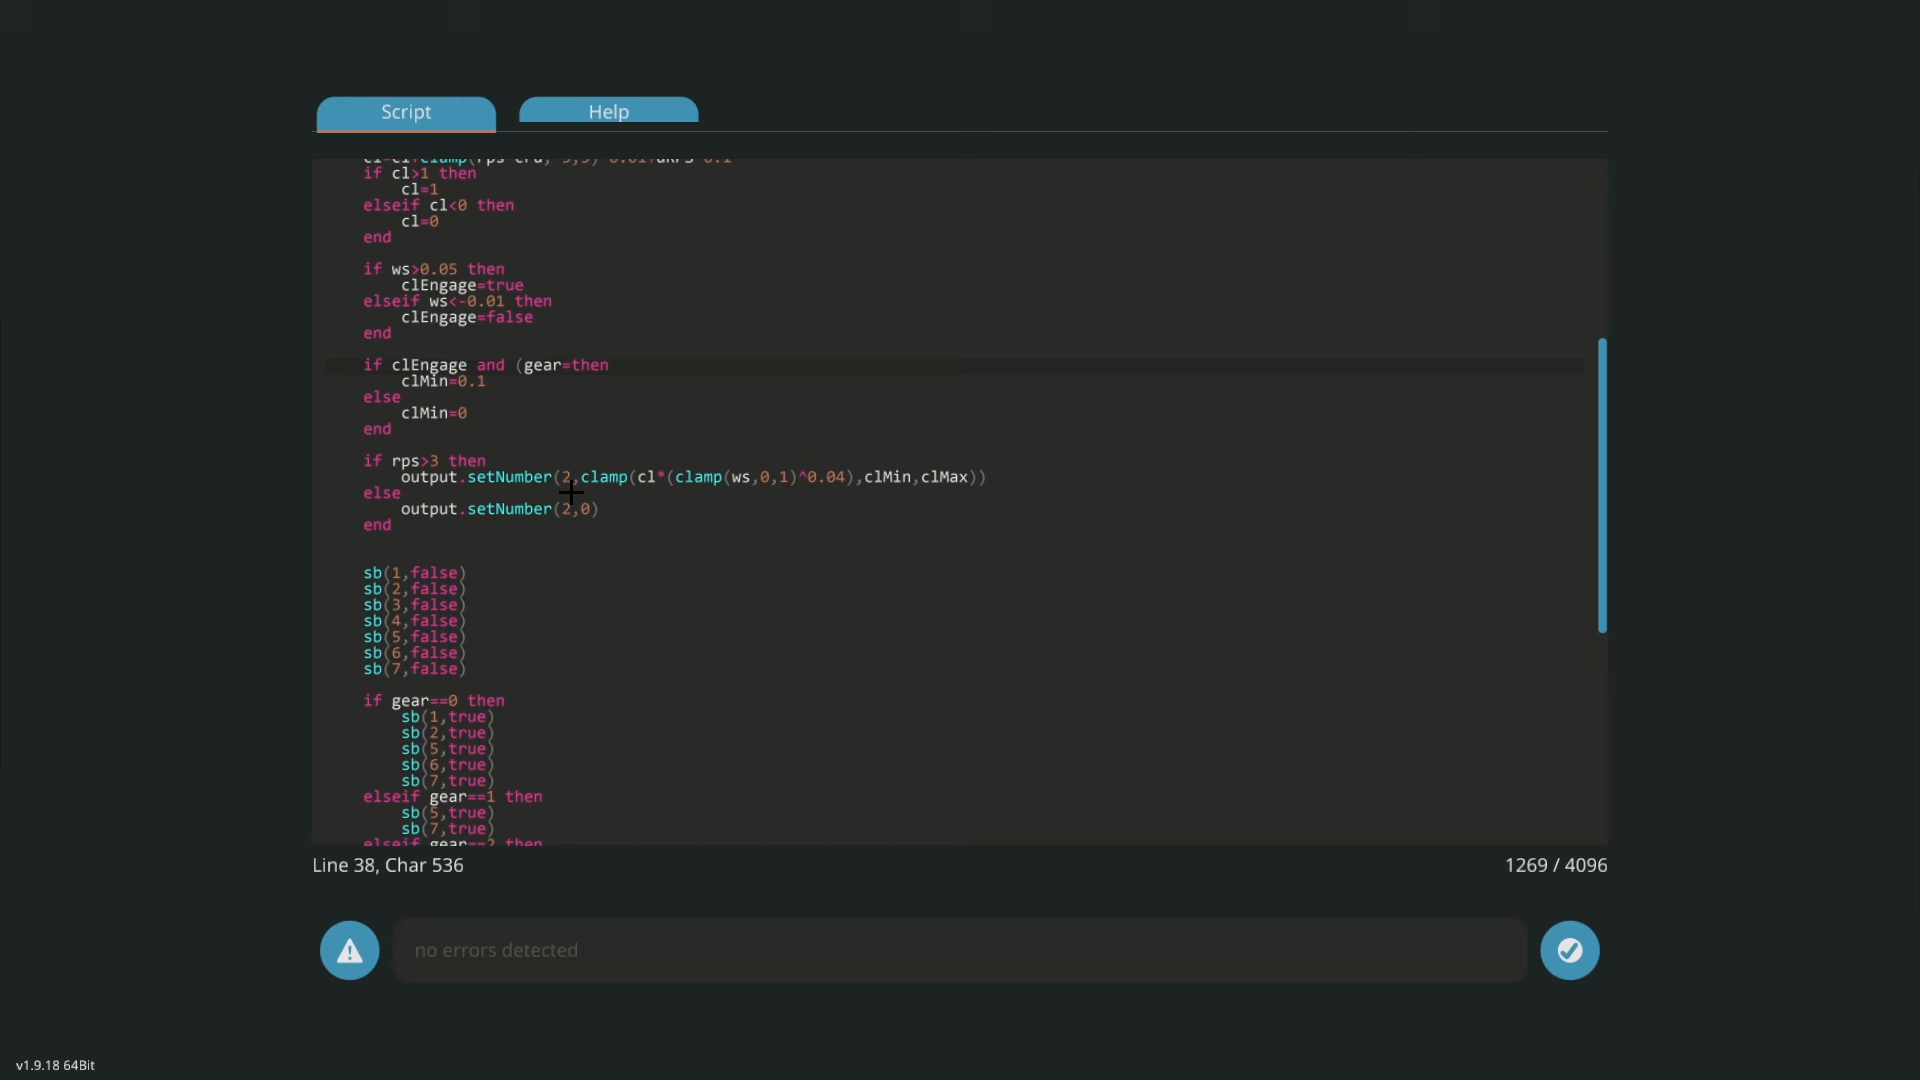 Script
Help
if cl>1 then
cl=1
elseif cl<0 then
cl=0
end
if ws>0.05 then
clEngage=true
elseif ws<-0.01 then
clEngage=false
end
if clEngage and (gear=then
clMin=0.1
else
clMin=0
end
if rps>3 then
output.setNumber(2,clamp(cl*(clamp(ws,0,1)^0.04),clMin,clMax))
else
output.setNumber(2,0)
end
sb(1,false)
sb(2,false)
sb(3,false)
sb(4,false)
sb(5,false)
sb(6,false)
sb(7,false)
if gear==0 then
sb(1,true)
sb(2,true)
sb(5,true)
sb(6,true)
sb(7,true)
elseif gear==1 then
sb(5,true)
sb(7,true)
elseif gear==2 then
Line 38, Char 536
1269 / 4096
no errors detected
v1.9.18 64Bit